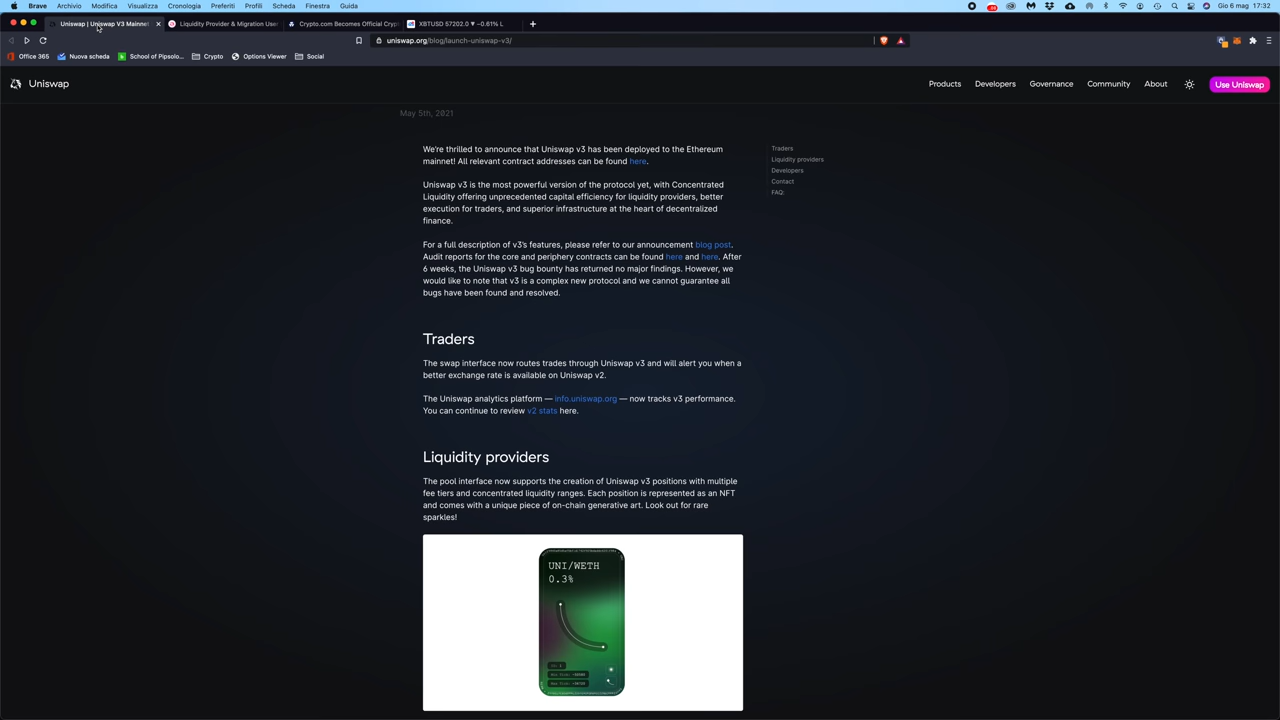 Brave Archivio Modifica Visualizza Cronologia Preferiti Profili Scheda Finestra Guida
Gio 6 mag 17:32
Uniswap | Uniswap V3 Mainnet
Liquidity Provider & Migration User
Crypto.com Becomes Official Cryp
XBTUSD 57202.0 ▼ −0.61% L
uniswap.org/blog/launch-uniswap-v3/
Office 365 Nuova scheda School of Pipsolo... Crypto Options Viewer Social
Uniswap
Products Developers Governance Community About Use Uniswap
May 5th, 2021
We're thrilled to announce that Uniswap v3 has been deployed to the Ethereum
mainnet! All relevant contract addresses can be found here.
Uniswap v3 is the most powerful version of the protocol yet, with Concentrated
Liquidity offering unprecedented capital efficiency for liquidity providers, better
execution for traders, and superior infrastructure at the heart of decentralized
finance.
For a full description of v3's features, please refer to our announcement blog post.
Audit reports for the core and periphery contracts can be found here and here. After
6 weeks, the Uniswap v3 bug bounty has returned no major findings. However, we
would like to note that v3 is a complex new protocol and we cannot guarantee all
bugs have been found and resolved.
Traders
Liquidity providers
Developers
Contact
FAQ:
Traders
The swap interface now routes trades through Uniswap v3 and will alert you when a
better exchange rate is available on Uniswap v2.
The Uniswap analytics platform — info.uniswap.org — now tracks v3 performance.
You can continue to review v2 stats here.
Liquidity providers
The pool interface now supports the creation of Uniswap v3 positions with multiple
fee tiers and concentrated liquidity ranges. Each position is represented as an NFT
and comes with a unique piece of on-chain generative art. Look out for rare
sparkles!
UNI/WETH
0.3%